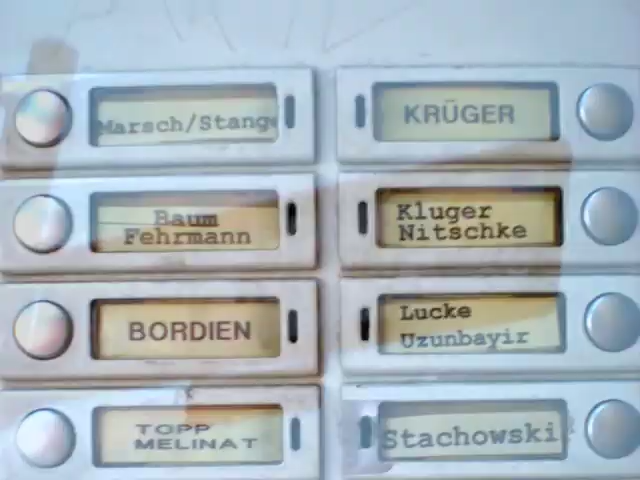 Marsch/Stange
KRÜGER
Baum
Fehrmann
Kluger
Nitschke
BORDIEN
Lucke
Uzunbayir
TOPP
MELINAT
Stachowski